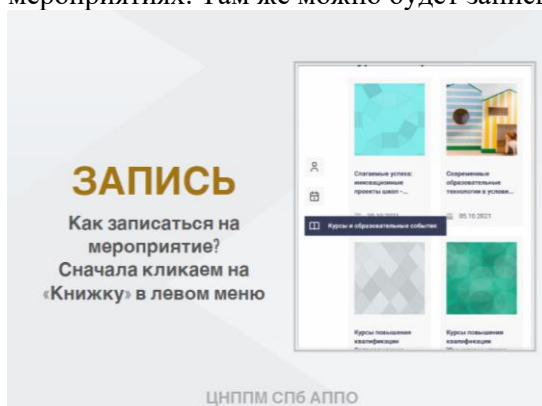 мероприятиях. Там же можно будет записа
ЗАПИСЬ
Как записаться на
мероприятие?
Сначала кликаем на
«Книжку» в левом меню
Слагаемые успеха:
инновационные
проекты школ -...
Современные
образовательные
технологии в услови...
05.10.2021
Курсы и образовательные события
Курсы повышения
квалификации
Курсы повышения
квалификации
ЦНППМ СПб АППО